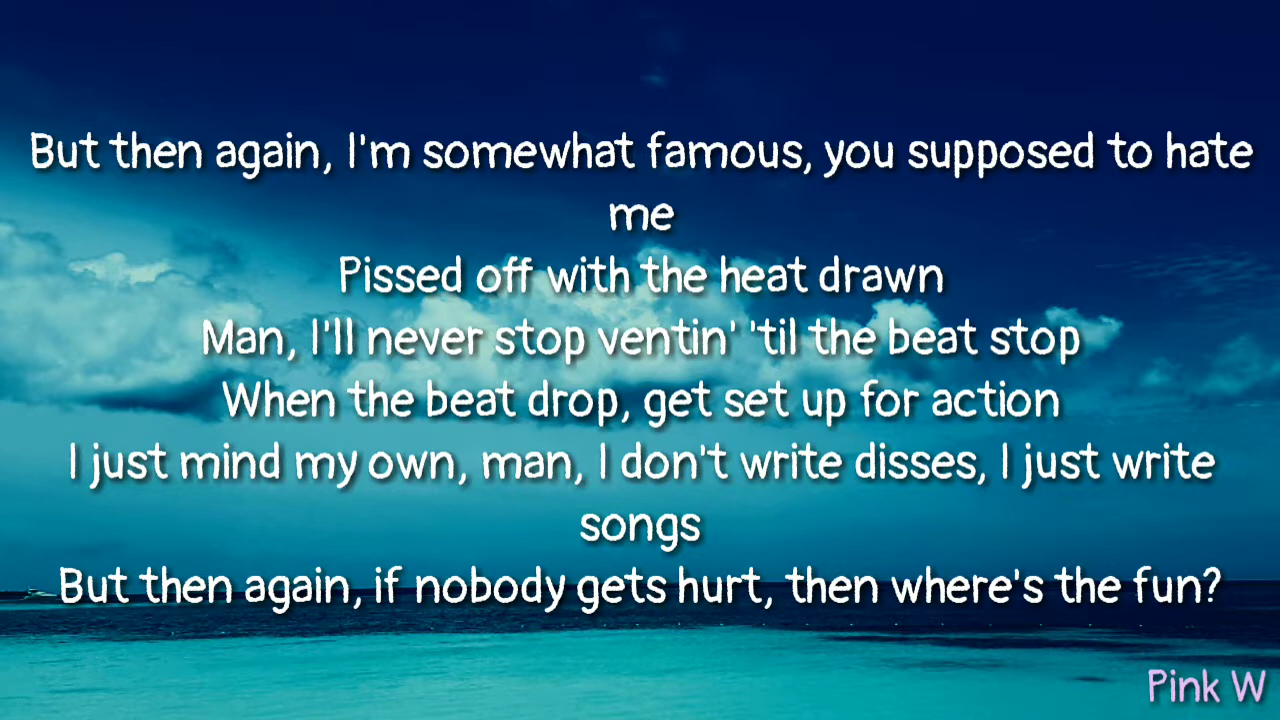 But then again, I'm somewhat famous, you supposed to hate
me
Pissed off with the heat drawn
Man, I'll never stop ventin' 'til the beat stop
When the beat drop, get set up for action
I just mind my own, man, I don't write disses, I just write
songs
But then again, if nobody gets hurt, then where's the fun?
Pink W